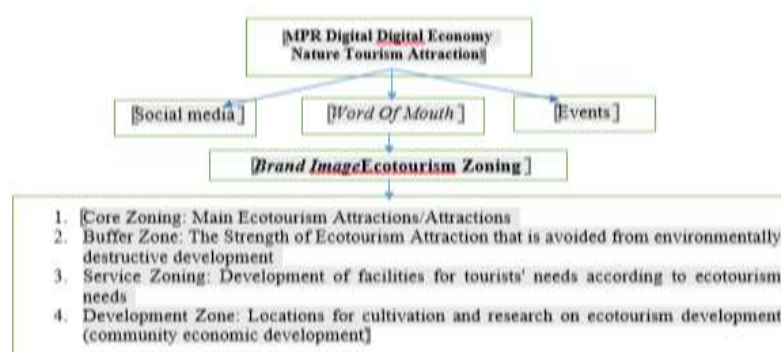 [MPR Digital Digital Economy
Nature Tourism Attraction]
[Social media]
[Word Of Mouth]
[Events]
[Brand ImageEcotourism Zoning]
1. [Core Zoning: Main Ecotourism Attractions/Attractions
2. Buffer Zone: The Strength of Ecotourism Attraction that is avoided from environmentally
destructive development
3. Service Zoning: Development of facilities for tourists' needs according to ecotourism
needs
4. Development Zone: Locations for cultivation and research on ecotourism development
(community economic development]